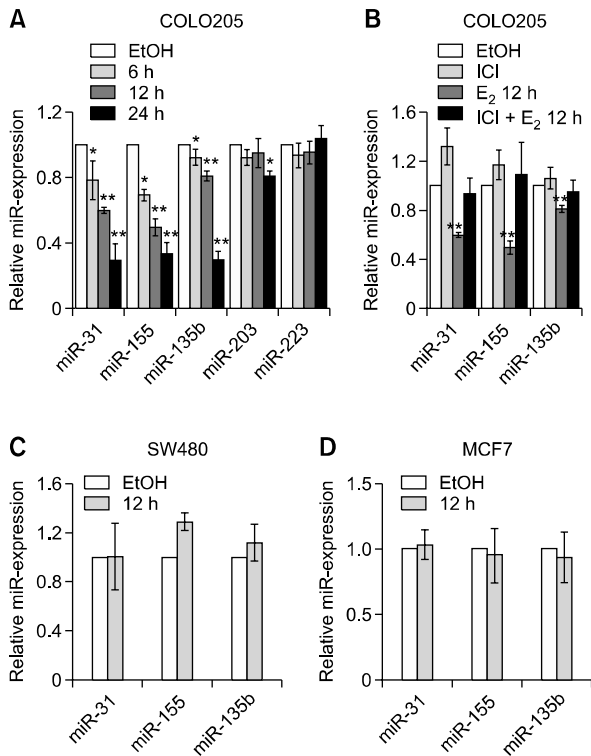 A
COLO205
EtOH
6 h
12 h
24 h
Relative miR-expression
1.2
0.8
0.4
0
*
**
**
*
**
**
*
**
**
*
miR-31
miR-155
miR-135b
miR-203
miR-223
B
COLO205
EtOH
ICI
E₂ 12 h
ICI + E₂ 12 h
Relative miR-expression
1.6
1.2
0.8
0.4
0
**
**
**
miR-31
miR-155
miR-135b
C
SW480
EtOH
12 h
Relative miR-expression
1.6
1.2
0.8
0.4
0
miR-31
miR-155
miR-135b
D
MCF7
EtOH
12 h
Relative miR-expression
1.5
1.0
0.5
0
miR-31
miR-155
miR-135b